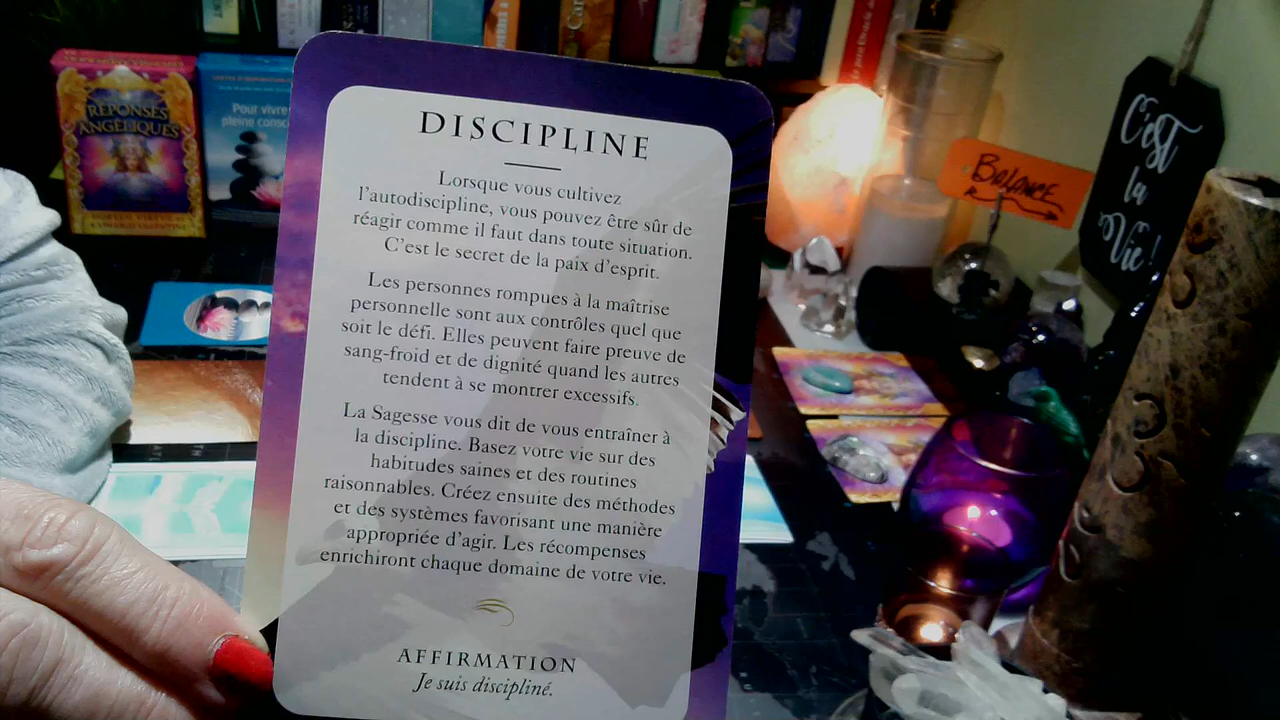 RÉPONSES
ANGÉLIQUES
Pour vivre
pleine consc
DISCIPLINE
Lorsque vous cultivez
l'autodiscipline, vous pouvez être sûr de
réagir comme il faut dans toute situation.
C'est le secret de la paix d'esprit.
Les personnes rompues à la maîtrise
personnelle sont aux contrôles quel que
soit le défi. Elles peuvent faire preuve de
sang-froid et de dignité quand les autres
tendent à se montrer excessifs.
La Sagesse vous dit de vous entraîner à
la discipline. Basez votre vie sur des
habitudes saines et des routines
raisonnables. Créez ensuite des méthodes
et des systèmes favorisant une manière
appropriée d'agir. Les récompenses
enrichiront chaque domaine de votre vie.
AFFIRMATION
Je suis discipliné.
BALANCE
C'est
la
Vie !